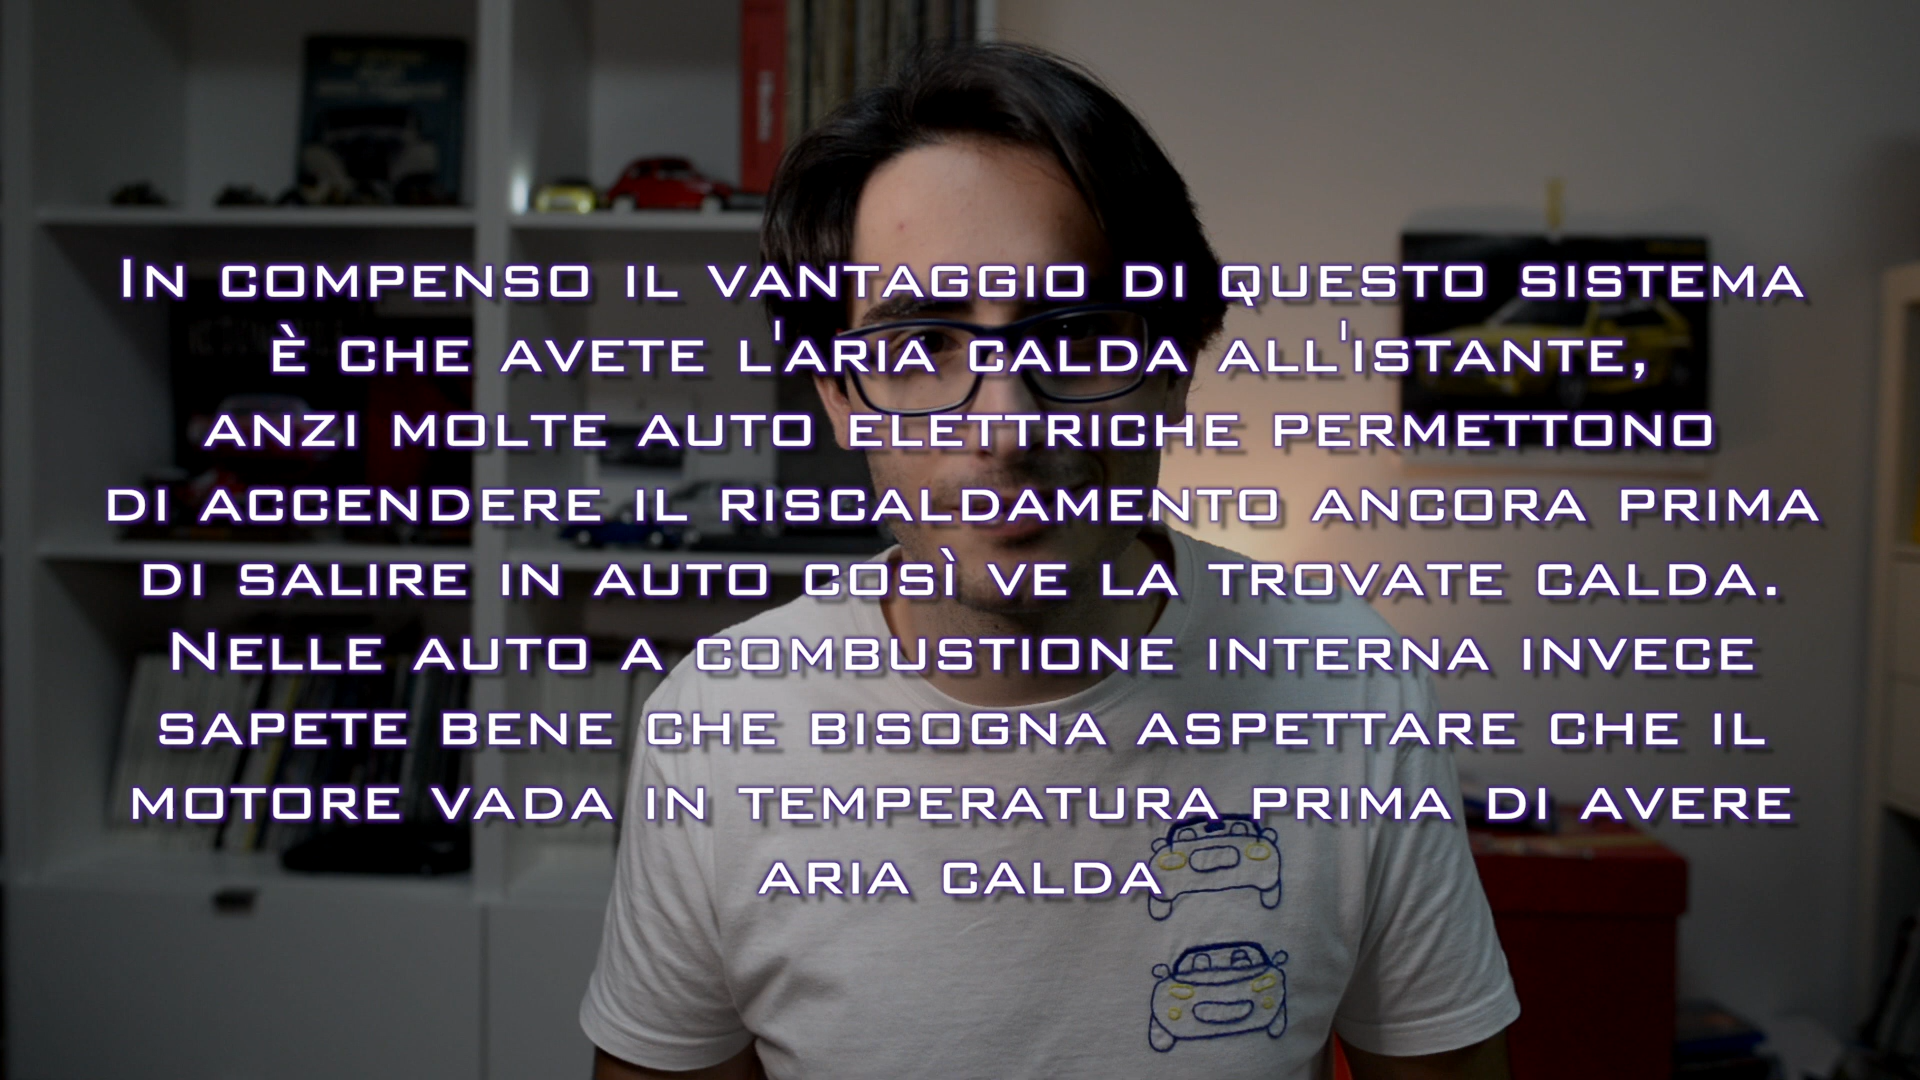 In compenso il vantaggio di questo sistema
è che avete l'aria calda all'istante,
anzi molte auto elettriche permettono
di accendere il riscaldamento ancora prima
di salire in auto così ve la trovate calda.
Nelle auto a combustione interna invece
sapete bene che bisogna aspettare che il
motore vada in temperatura prima di avere
aria calda